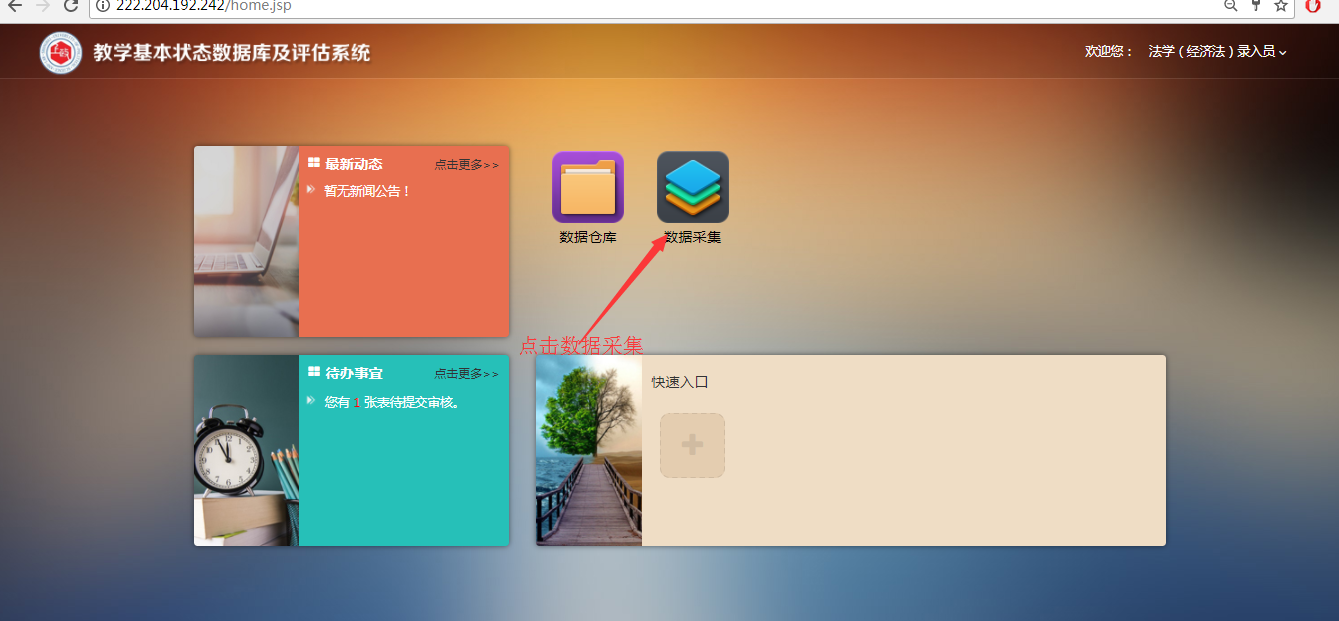 222.204.192.242/home.jsp
教学基本状态数据库及评估系统
欢迎您： 法学(经济法)录入员
最新动态 点击更多>>
暂无新闻公告！
数据仓库
数据采集
点击数据采集
待办事宜 点击更多>>
您有 1 张表待提交审核。
快速入口